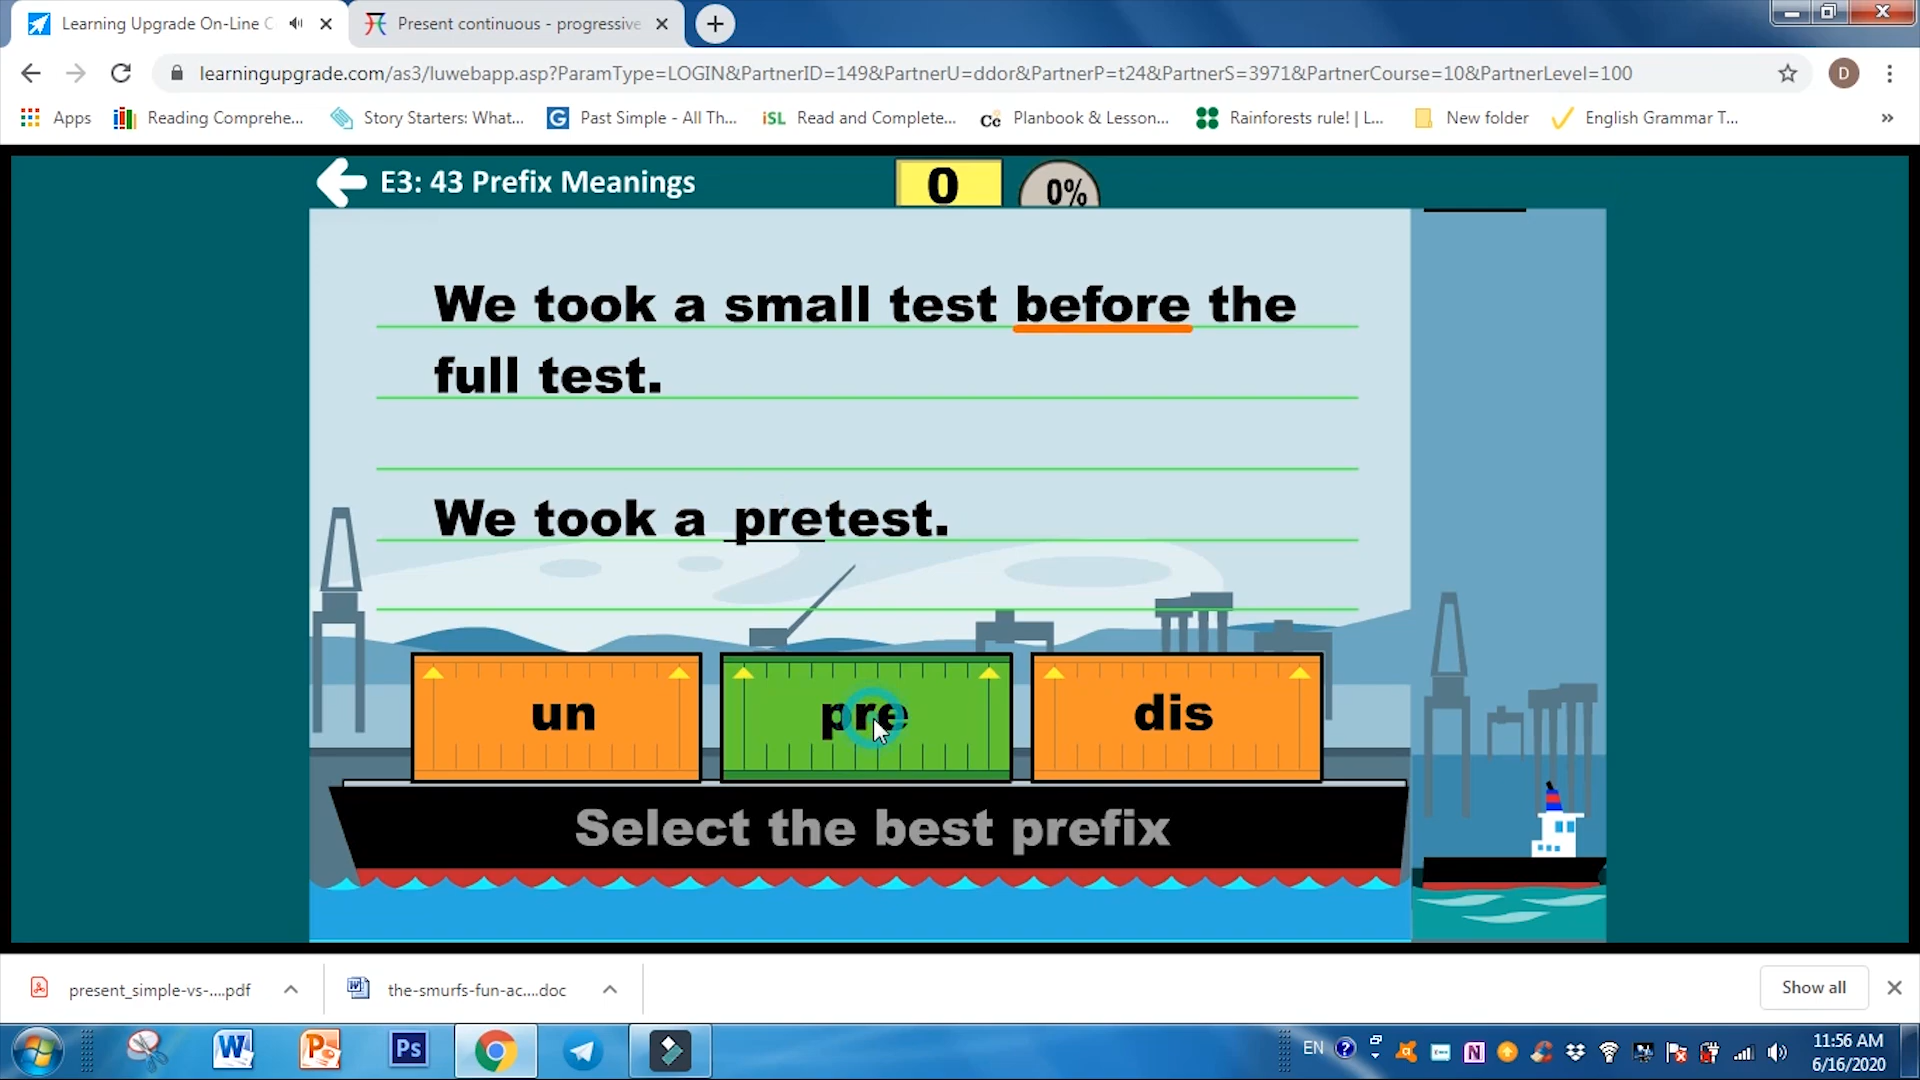 Learning Upgrade On-Line C
Present continuous - progressive
learningupgrade.com/as3/luwebapp.asp?ParamType=LOGIN&PartnerID=149&PartnerU=ddor&PartnerP=t24&PartnerS=3971&PartnerCourse=10&PartnerLevel=100
D
Apps
Reading Comprehe...
Story Starters: What...
G
Past Simple - All Th...
iSL
Read and Complete...
Cc
Planbook & Lesson...
Rainforests rule! | L...
New folder
English Grammar T...
»
E3: 43 Prefix Meanings
0
0%
We took a small test before the
full test.
We took a pretest.
un
pre
dis
Select the best prefix
present_simple-vs-....pdf
the-smurfs-fun-ac....doc
Show all
W
P
Ps
EN
N
11:56 AM
6/16/2020